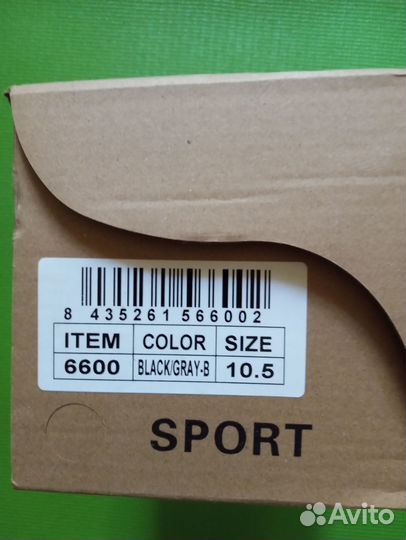 8 435261 566002
ITEM COLOR SIZE
6600 BLACK/GRAY-B 10.5
SPORT
Avito